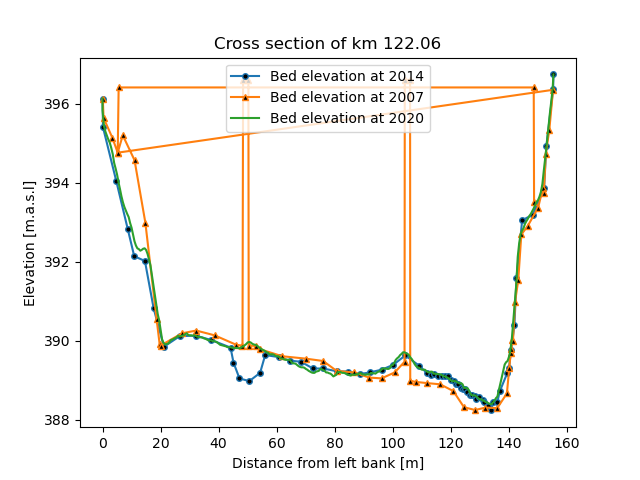 Cross section of km 122.06
Bed elevation at 2014
Bed elevation at 2007
Bed elevation at 2020
Elevation [m.a.s.l]
396
394
392
390
388
0 20 40 60 80 100 120 140 160
Distance from left bank [m]